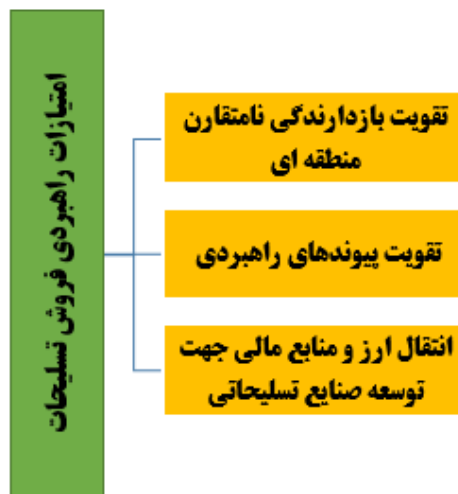 امتیازات راهبردی فروش تسلیحات
تقویت بازدارندگی نامتقارن
منطقه ای
تقویت پیوندهای راهبردی
انتقال ارز و منابع مالی جهت
توسعه صنایع تسلیحاتی